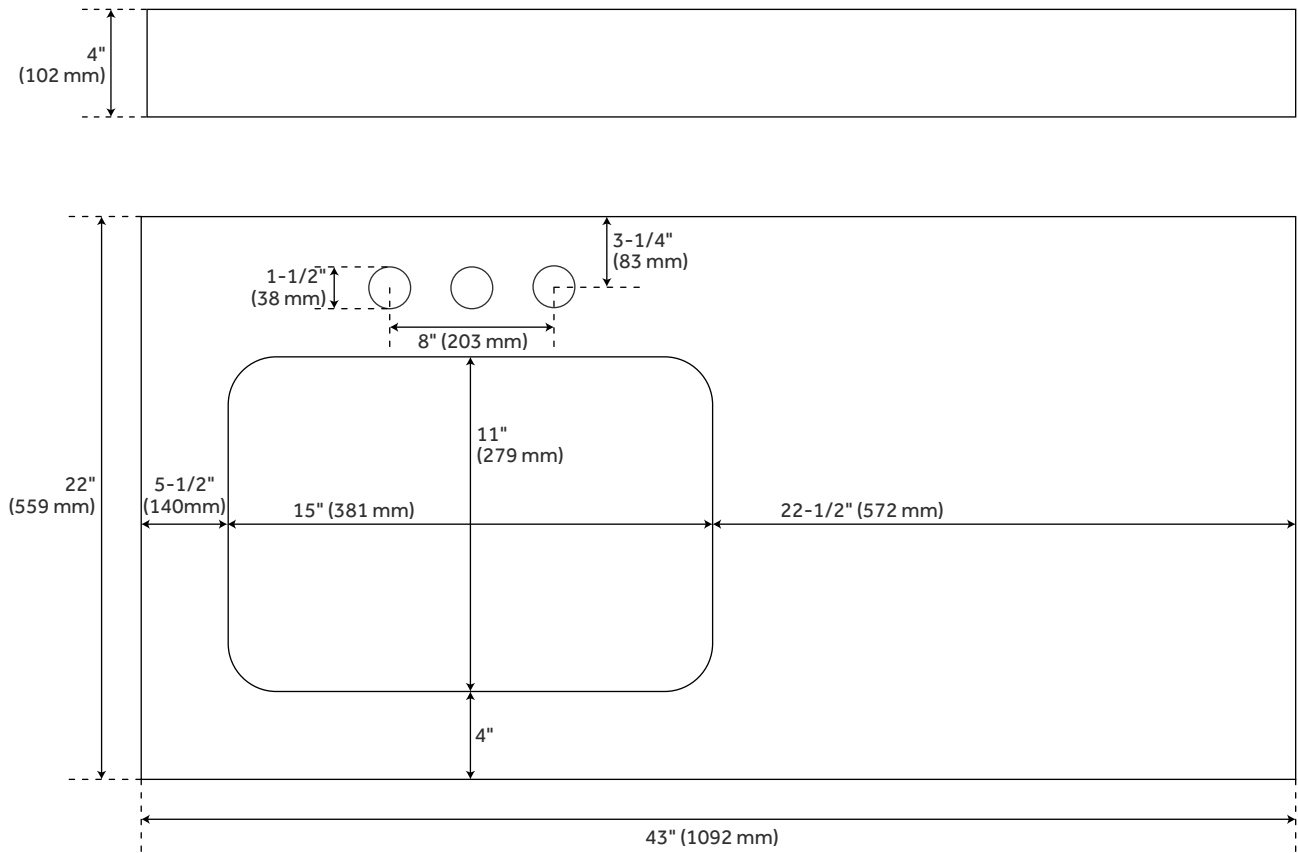 4"
(102 mm)
3-1/4"
(83 mm)
1-1/2"
(38 mm)
8" (203 mm)
11"
(279 mm)
22"
(559 mm)
5-1/2"
(140mm)
15" (381 mm)
22-1/2" (572 mm)
4"
43" (1092 mm)